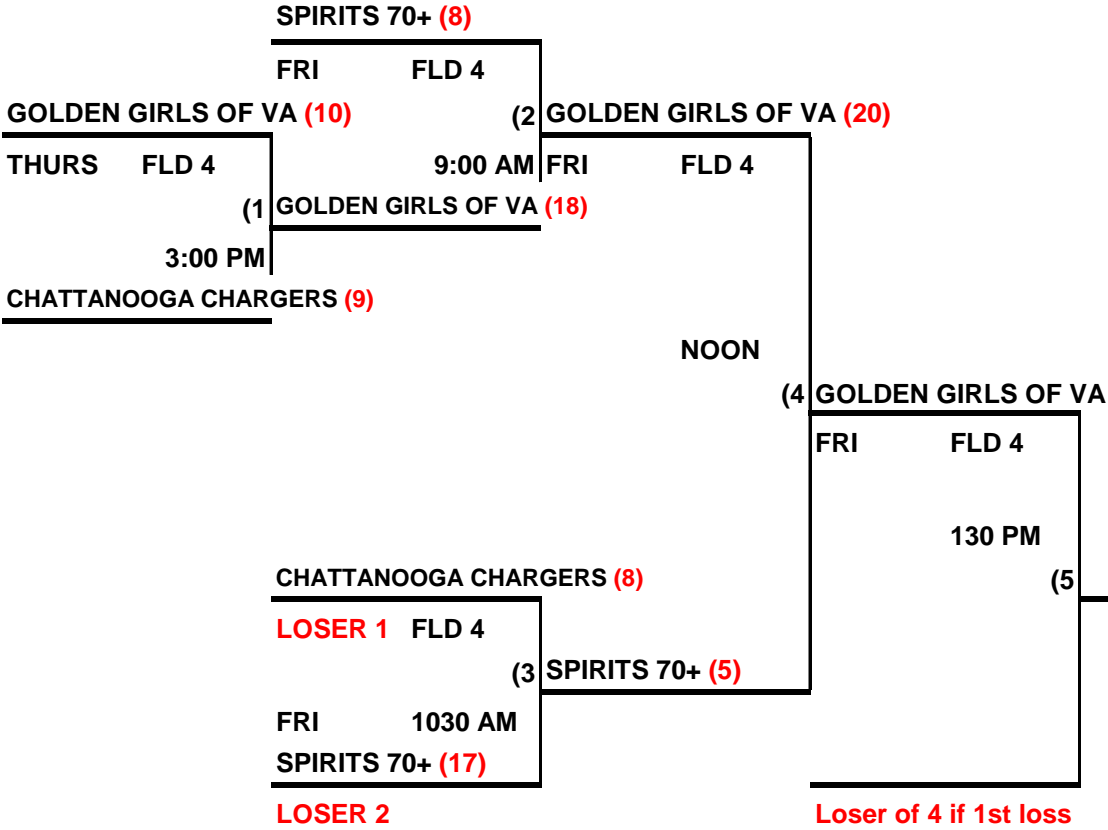 SPIRITS 70+ (8)
FRI FLD 4
GOLDEN GIRLS OF VA (10)
(2 GOLDEN GIRLS OF VA (20)
THURS FLD 4
9:00 AM FRI FLD 4
(1 GOLDEN GIRLS OF VA (18)
3:00 PM
CHATTANOOGA CHARGERS (9)
NOON
(4 GOLDEN GIRLS OF VA
FRI FLD 4
130 PM
CHATTANOOGA CHARGERS (8)
(5
LOSER 1 FLD 4
(3 SPIRITS 70+ (5)
FRI 1030 AM
SPIRITS 70+ (17)
LOSER 2
Loser of 4 if 1st loss